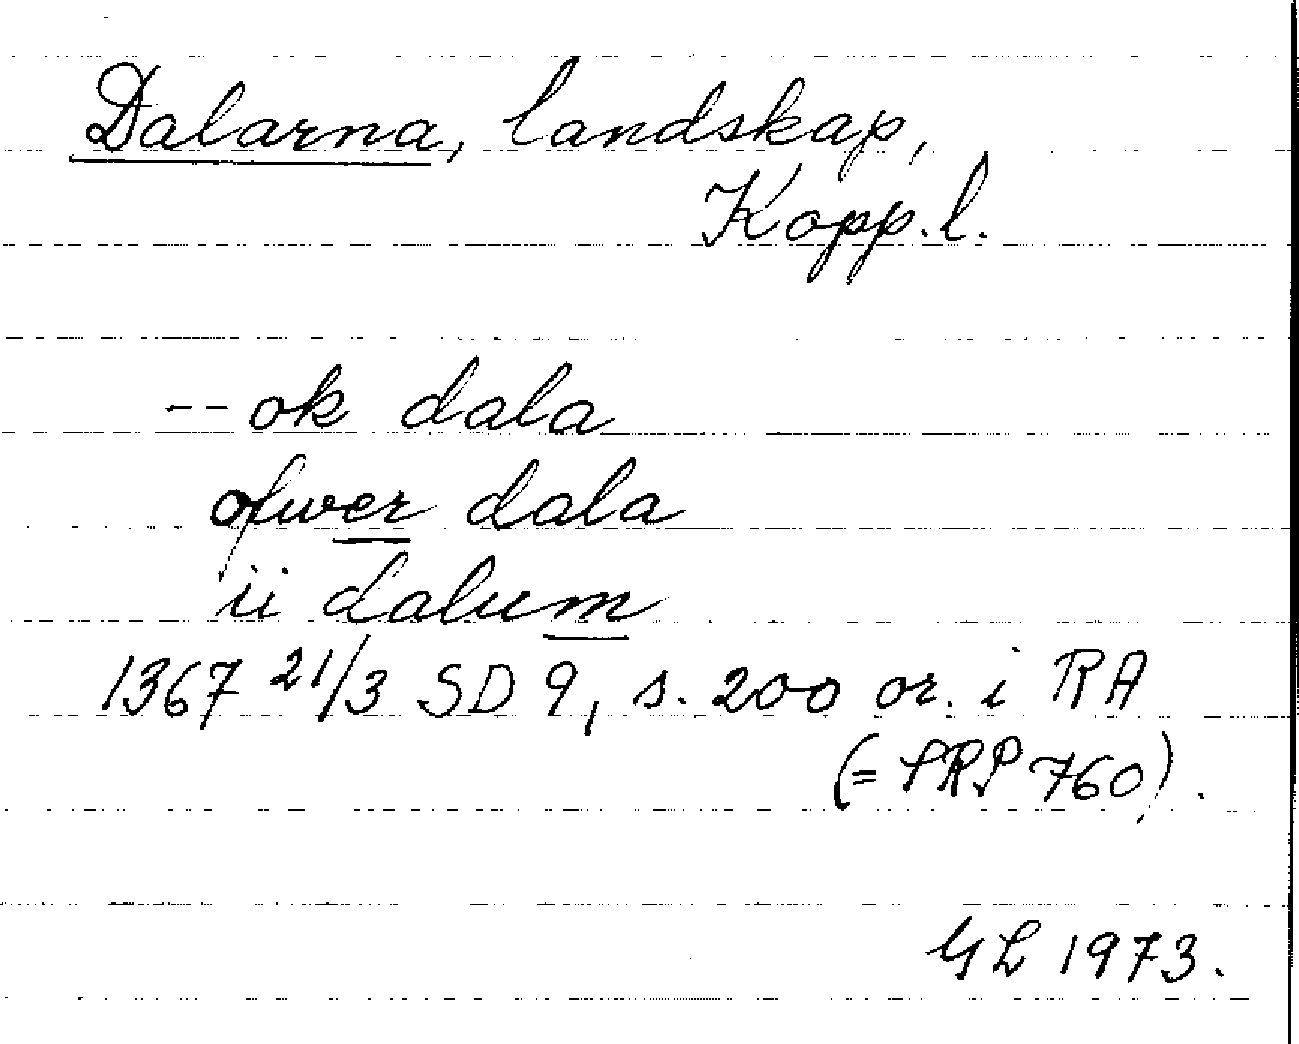 Dalarna, landskap,
Kopp.l.
-- ok dala
ofwer dala
ii dalum
1367 21/3 SD 9, s. 200 or. i RA
(= SRP 760).
GL 1973.